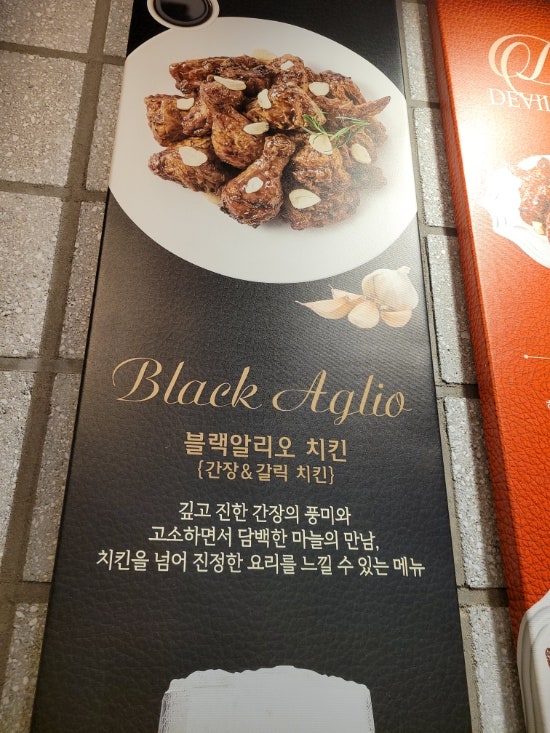 Black Aglio
블랙알리오 치킨
{간장&갈릭 치킨}
깊고 진한 간장의 풍미와
고소하면서 담백한 마늘의 만남,
치킨을 넘어 진정한 요리를 느낄 수 있는 메뉴